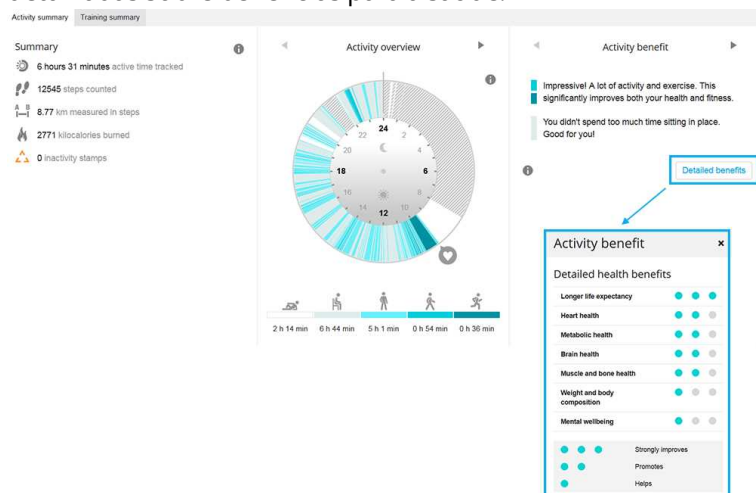 Activity summary
Training summary
Summary
6 hours 31 minutes active time tracked
12545 steps counted
A B
8.77 km measured in steps
2771 kilocalories burned
0 inactivity stamps
Activity overview
24
22
2
20
4
18
6
16
8
14
10
12
2 h 14 min
6 h 44 min
5 h 1 min
0 h 54 min
0 h 36 min
Activity benefit
Impressive! A lot of activity and exercise. This
significantly improves both your health and fitness.
You didn't spend too much time sitting in place.
Good for you!
Detailed benefits
Activity benefit
×
Detailed health benefits
Longer life expectancy
Heart health
Metabolic health
Brain health
Muscle and bone health
Weight and body
composition
Mental wellbeing
Strongly improves
Promotes
Helps